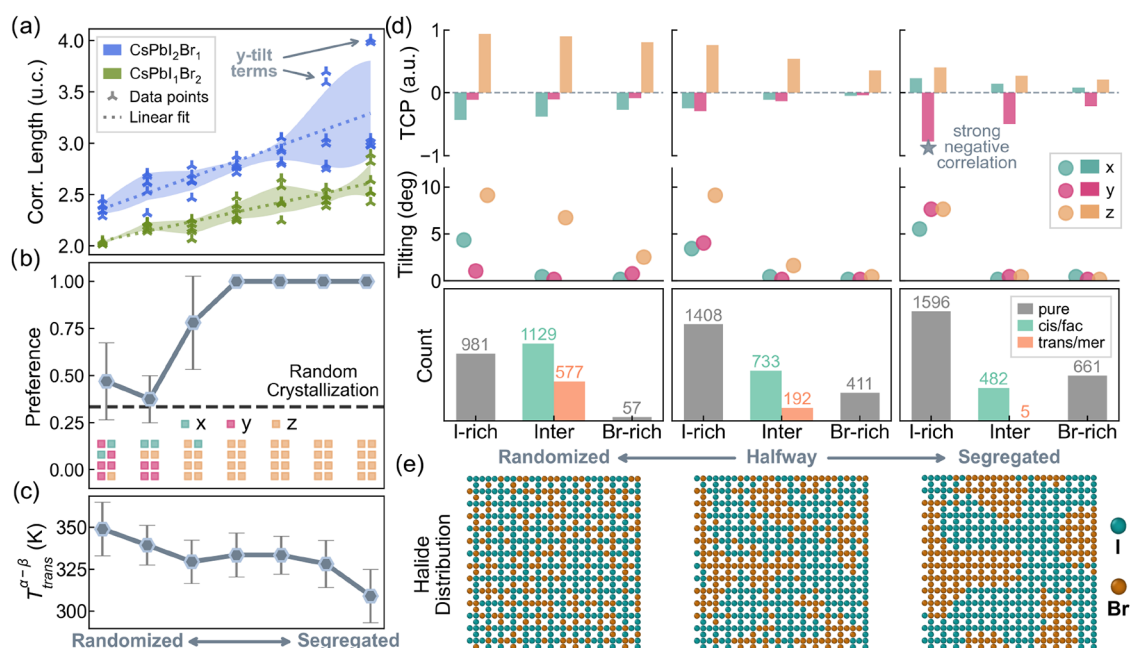 (a)
Corr. Length (u.c.)
4.0
3.5
3.0
2.5
2.0
CsPbI₂Br₁
CsPbI₁Br₂
Data points
Linear fit
y-tilt
terms
(b)
Preference
1.00
0.75
0.50
0.25
0.00
Random
Crystallization
x y z
(c)
T^{α−β}_{trans} (K)
350
325
300
Randomized Segregated
(d)
TCP (a.u.)
1
0
−1
strong
negative
correlation
x
y
z
Tilting (deg)
10
5
0
Count
981
1129
577
57
1408
733
192
411
1596
482
5
661
pure
cis/fac
trans/mer
I-rich Inter Br-rich I-rich Inter Br-rich I-rich Inter Br-rich
Randomized Halfway Segregated
(e)
Halide
Distribution
I
Br